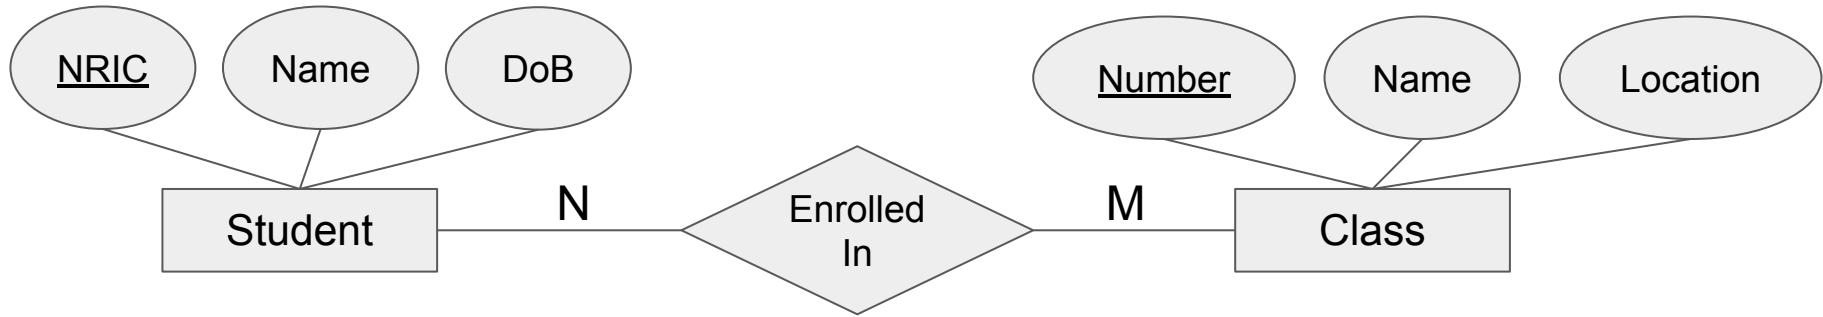 NRIC
Name
DoB
Number
Name
Location
Student
N
Enrolled
In
M
Class